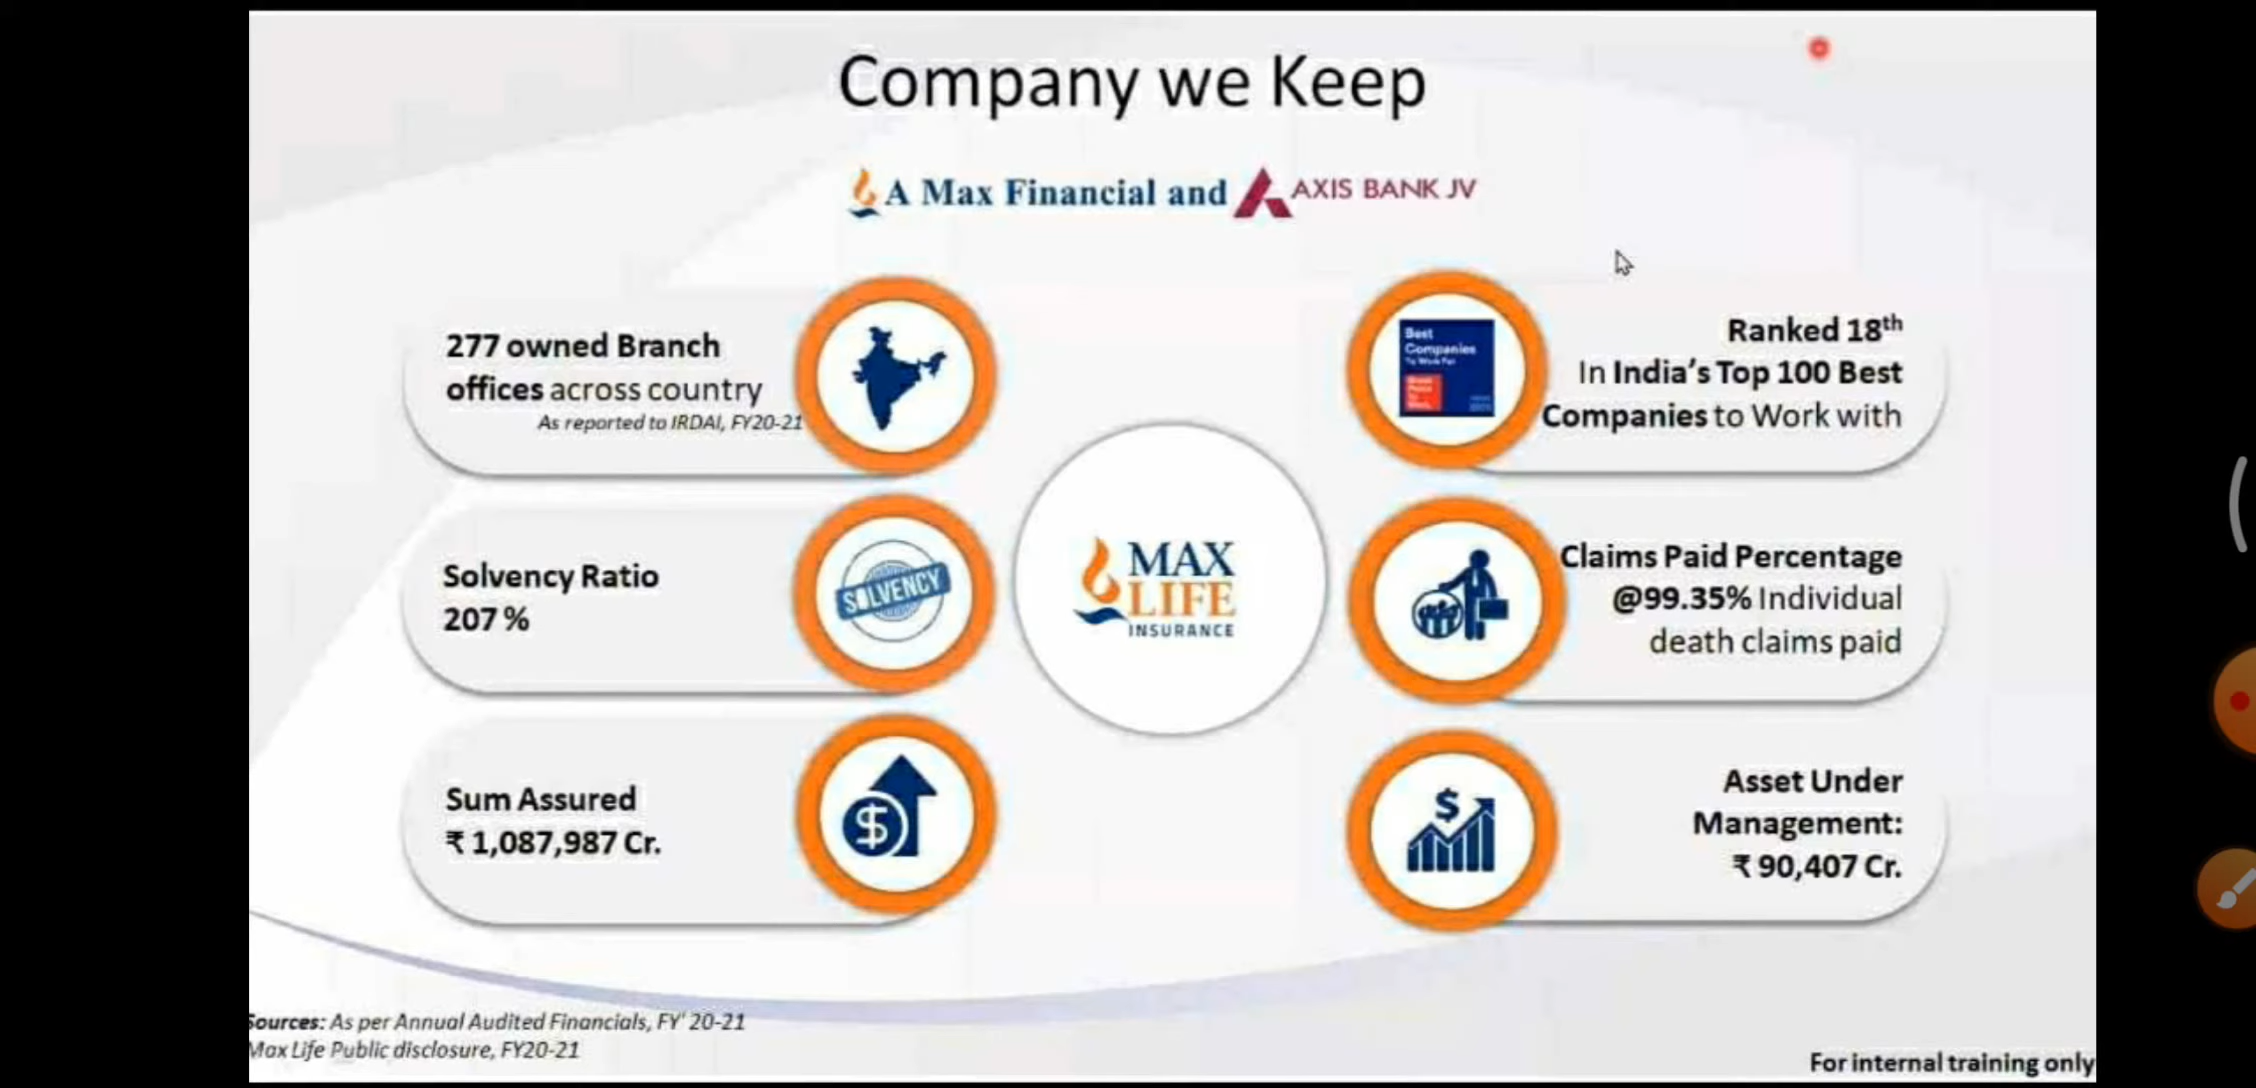 Company we Keep
A Max Financial and AXIS BANK JV
277 owned Branch
offices across country
As reported to IRDAI, FY20-21
Solvency Ratio
207 %
SOLVENCY
Sum Assured
₹ 1,087,987 Cr.
MAX
LIFE
INSURANCE
Best
Companies
To Work For
Ranked 18th
In India's Top 100 Best
Companies to Work with
Claims Paid Percentage
@99.35% Individual
death claims paid
Asset Under
Management:
₹ 90,407 Cr.
Sources: As per Annual Audited Financials, FY' 20-21
Max Life Public disclosure, FY20-21
For internal training only